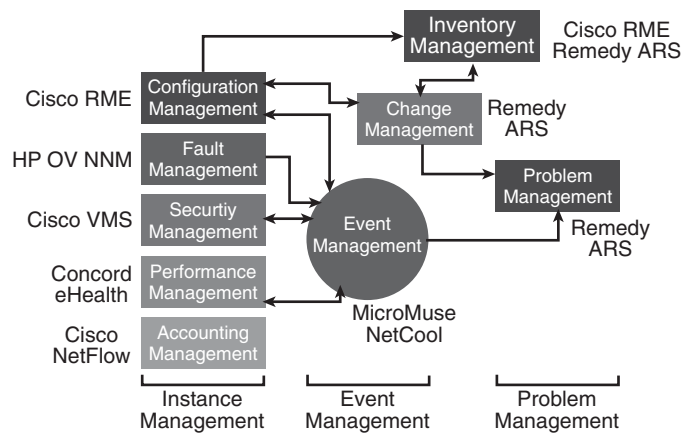 Inventory
Management
Cisco RME
Remedy ARS
Cisco RME
Configuration
Management
Change
Management
Remedy
ARS
HP OV NNM
Fault
Management
Problem
Management
Remedy
ARS
Cisco VMS
Securtiy
Management
Event
Management
MicroMuse
NetCool
Concord
eHealth
Performance
Management
Cisco
NetFlow
Accounting
Management
Instance
Management
Event
Management
Problem
Management